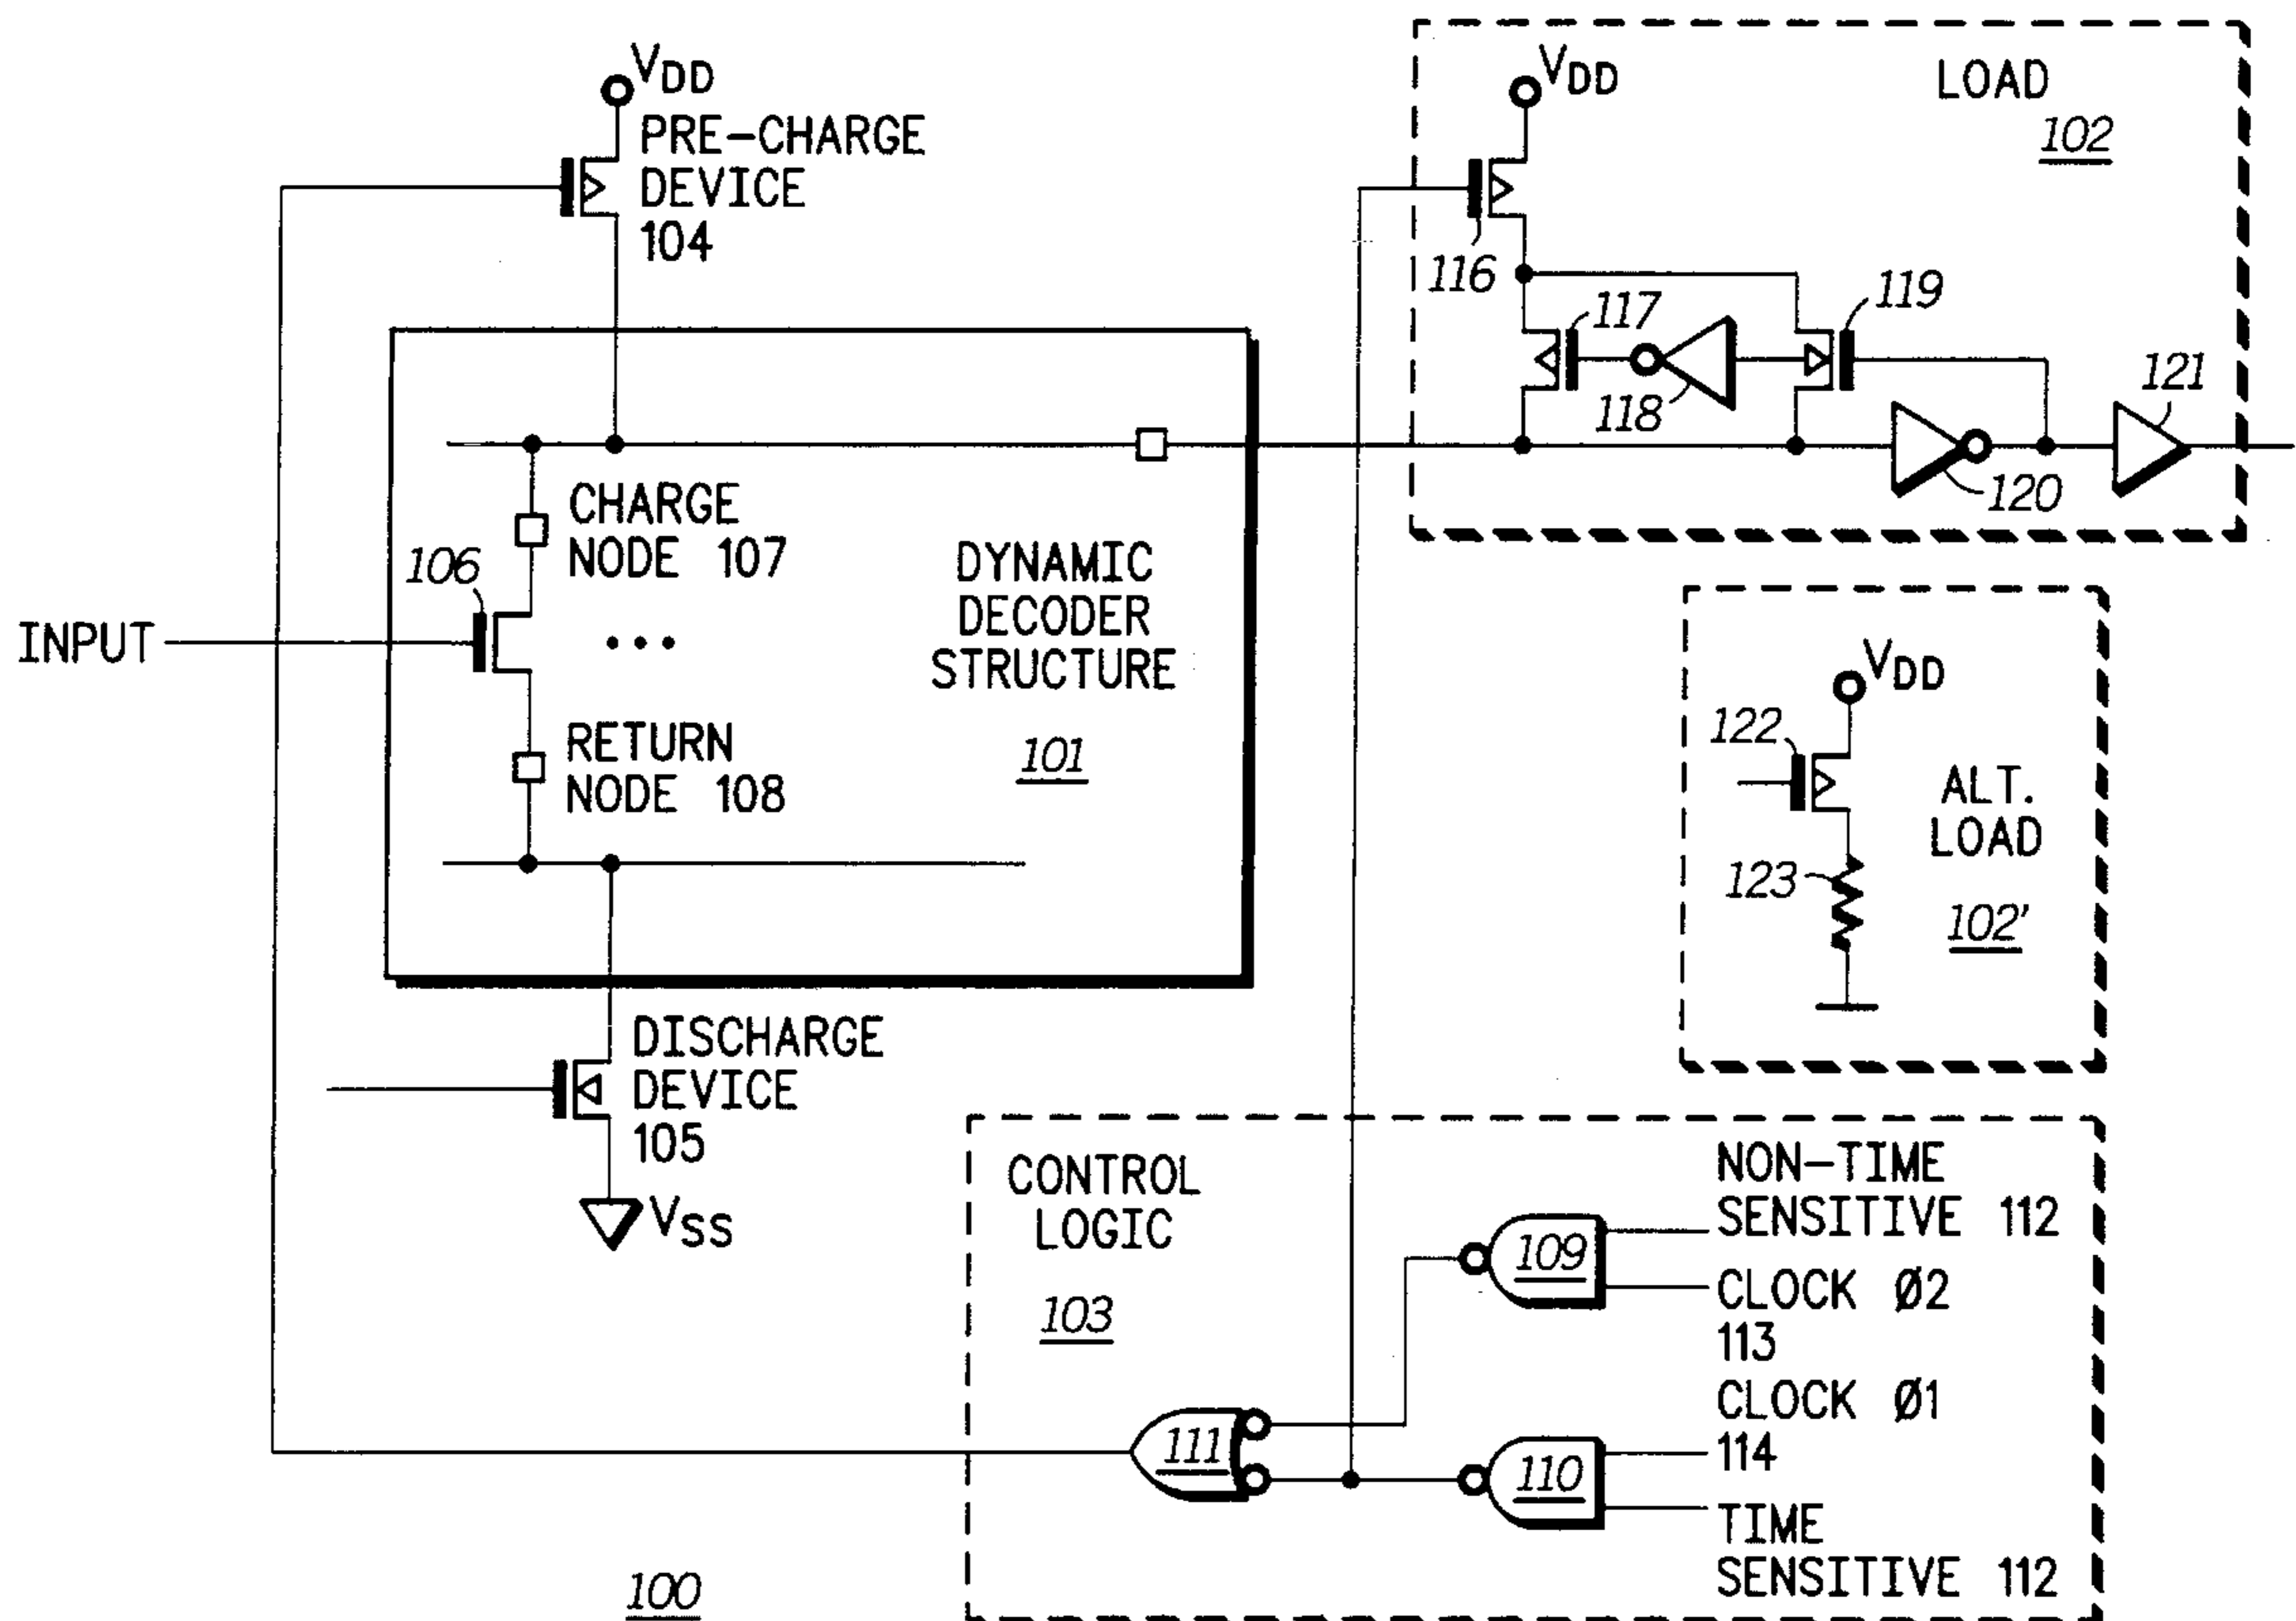 VDD
PRE-CHARGE
DEVICE
104
CHARGE
NODE 107
106
INPUT
...
RETURN
NODE 108
DYNAMIC
DECODER
STRUCTURE
101
DISCHARGE
DEVICE
105
VSS
VDD
LOAD
102
116
117
118
119
120
121
VDD
122
123
ALT.
LOAD
102'
CONTROL
LOGIC
103
109
110
111
NON-TIME
SENSITIVE 112
CLOCK Ø2
113
CLOCK Ø1
114
TIME
SENSITIVE 112
100